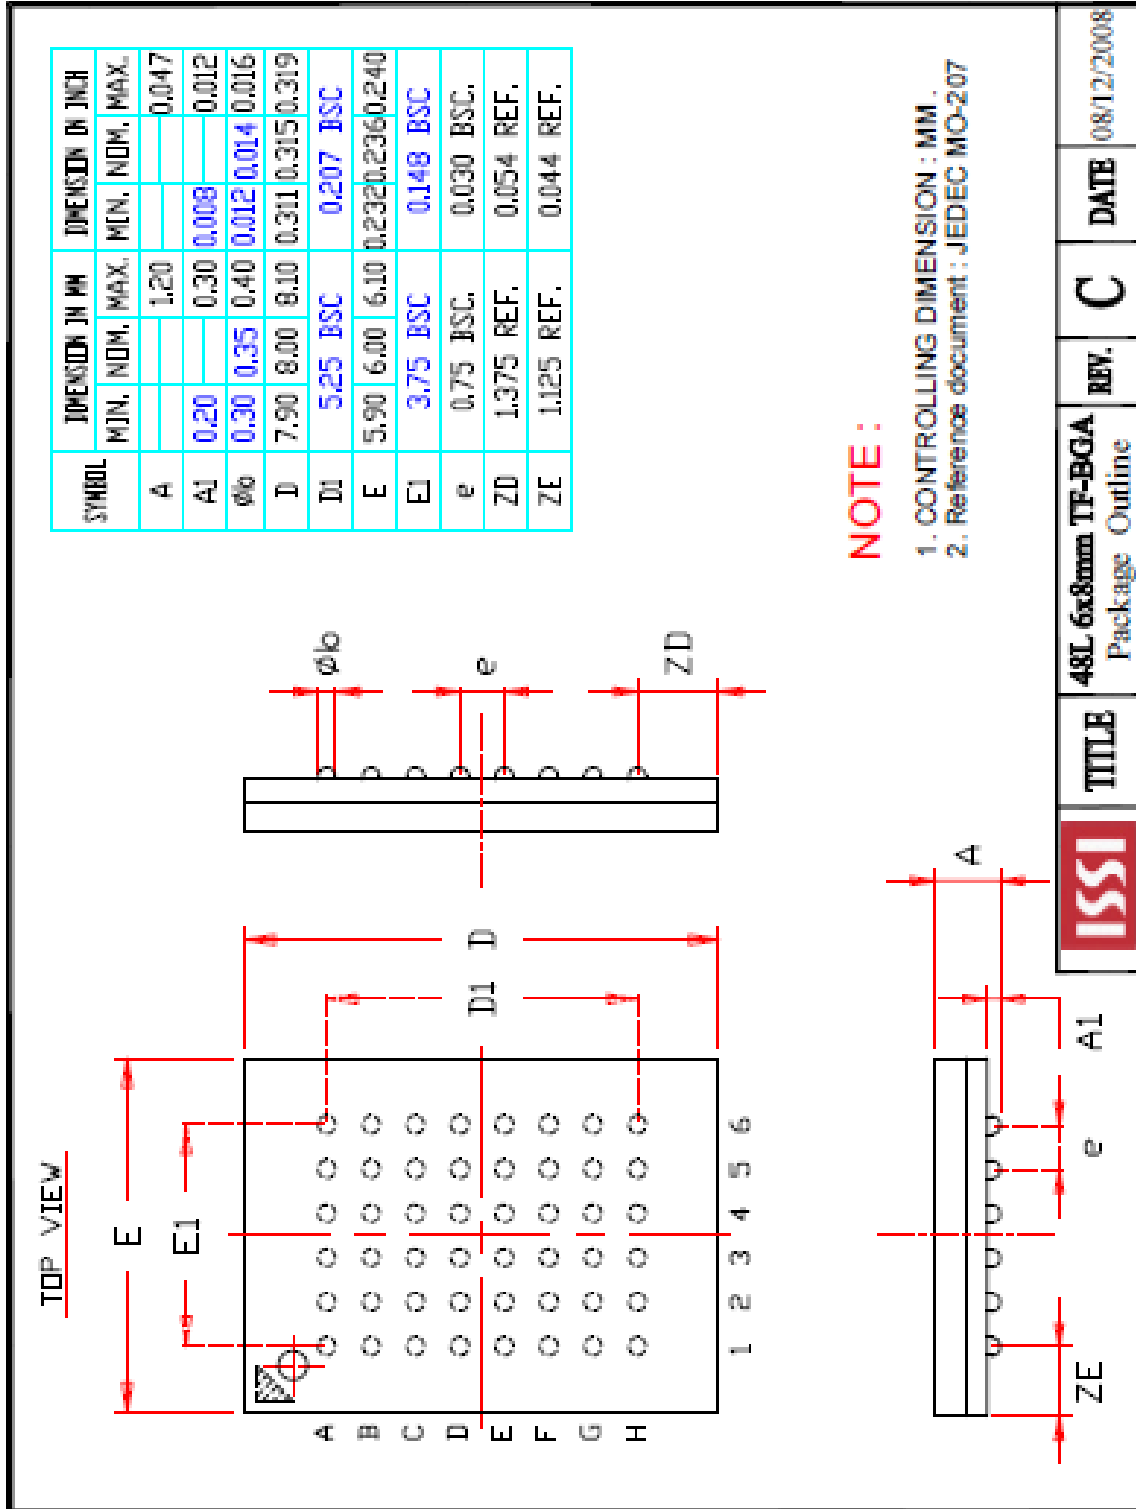 TOP VIEW
E
E1
A
B
C
D
E
F
G
H
1 2 3 4 5 6
D1
D
Øb
e
ZD
ZE
e
A1
A
SYMBOL DIMENSION IN MM DIMENSION IN INCH
MIN. NOM. MAX. MIN. NOM. MAX.
A 1.20 0.047
A1 0.20 0.30 0.008 0.012
Øb 0.30 0.35 0.40 0.012 0.014 0.016
D 7.90 8.00 8.10 0.311 0.315 0.319
D1 5.25 BSC 0.207 BSC
E 5.90 6.00 6.10 0.232 0.236 0.240
E1 3.75 BSC 0.148 BSC
e 0.75 BSC. 0.030 BSC.
ZD 1.375 REF. 0.054 REF.
ZE 1.125 REF. 0.044 REF.
NOTE :
1. CONTROLLING DIMENSION : MM .
2. Reference document : JEDEC MO-207
ISSI TITLE 48L 6x8mm TF-BGA
Package Outline
REV. C DATE 08/12/2008